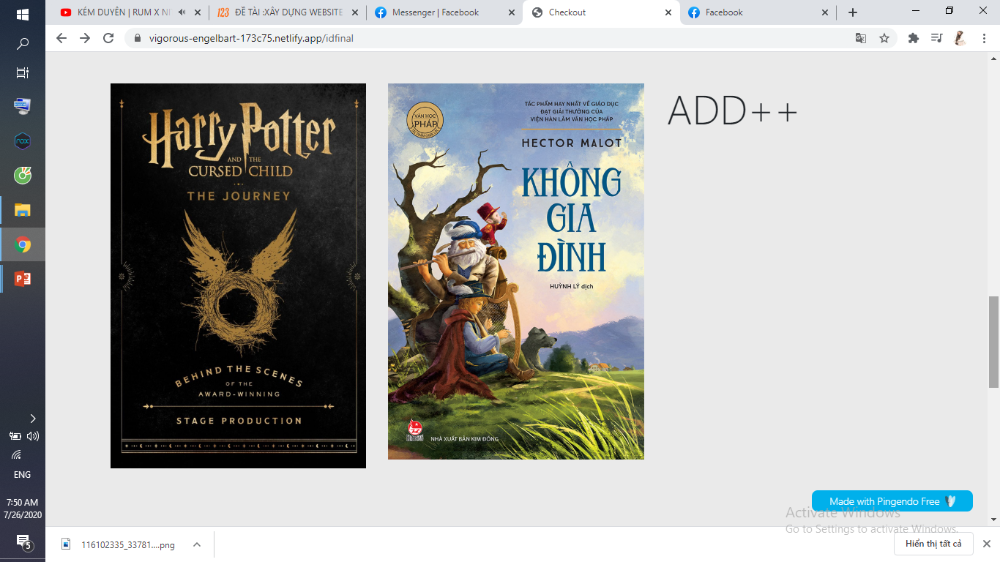 KÉM DUYÊN | RUM X NI
123 ĐỀ TÀI :XÂY DỰNG WEBSITE
Messenger | Facebook
Checkout
Facebook
vigorous-engelbart-173c75.netlify.app/idfinal
Harry Potter
AND THE
CURSED CHILD
THE JOURNEY
BEHIND THE SCENES
OF THE
AWARD-WINNING
STAGE PRODUCTION
VĂN HỌC
PHÁP
TÁC PHẨM HAY NHẤT VỀ GIÁO DỤC
ĐẠT GIẢI THƯỞNG CỦA
VIỆN HÀN LÂM VĂN HỌC PHÁP
HECTOR MALOT
KHÔNG
GIA
ĐÌNH
HUỲNH LÝ dịch
NHÀ XUẤT BẢN KIM ĐỒNG
ADD++
Made with Pingendo Free
Activate Windows
Go to Settings to activate Windows.
nox
ENG
7:50 AM
7/26/2020
5
116102335_33781....png
Hiển thị tất cả